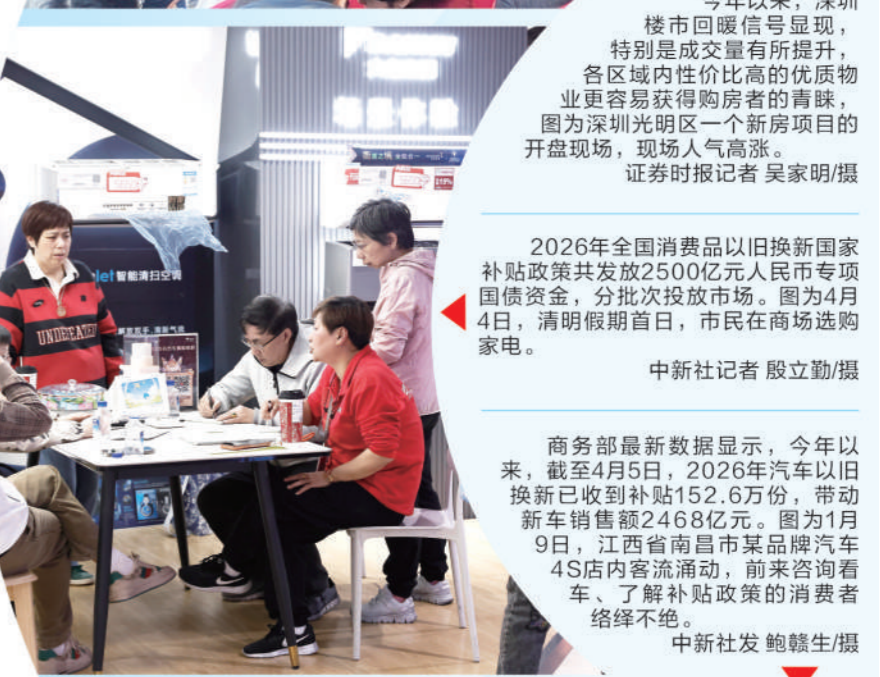 今年以来，深圳
楼市回暖信号显现，
特别是成交量有所提升，
各区域内性价比高的优质物
业更容易获得购房者的青睐，
图为深圳光明区一个新房项目的
开盘现场，现场人气高涨。
证券时报记者 吴家明/摄
2026年全国消费品以旧换新国家
补贴政策共发放2500亿元人民币专项
国债资金，分批次投放市场。图为4月
4日，清明假期首日，市民在商场选购
家电。
中新社记者 殷立勤/摄
商务部最新数据显示，今年以
来，截至4月5日，2026年汽车以旧
换新已收到补贴152.6万份，带动
新车销售额2468亿元。图为1月
9日，江西省南昌市某品牌汽车
4S店内客流涌动，前来咨询看
车、了解补贴政策的消费者
络绎不绝。
中新社发 鲍赣生/摄
Jet 智能清扫空调
UNDEFEATED